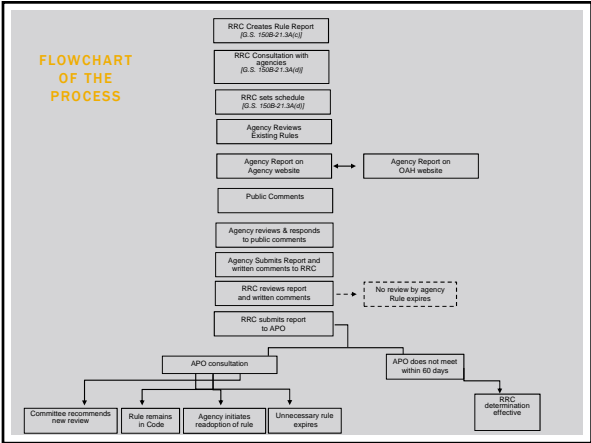 FLOWCHART
OF THE
PROCESS
RRC Creates Rule Report
[G.S. 150B-21.3A(c)]
RRC Consultation with
agencies
[G.S. 150B-21.3A(d)]
RRC sets schedule
[G.S. 150B-21.3A(d)]
Agency Reviews
Existing Rules
Agency Report on
Agency website
Agency Report on
OAH website
Public Comments
Agency reviews & responds
to public comments
Agency Submits Report and
written comments to RRC
RRC reviews report
and written comments
No review by agency
Rule expires
RRC submits report
to APO
APO consultation
APO does not meet
within 60 days
Committee recommends
new review
Rule remains
in Code
Agency initiates
readoption of rule
Unnecessary rule
expires
RRC
determination
effective